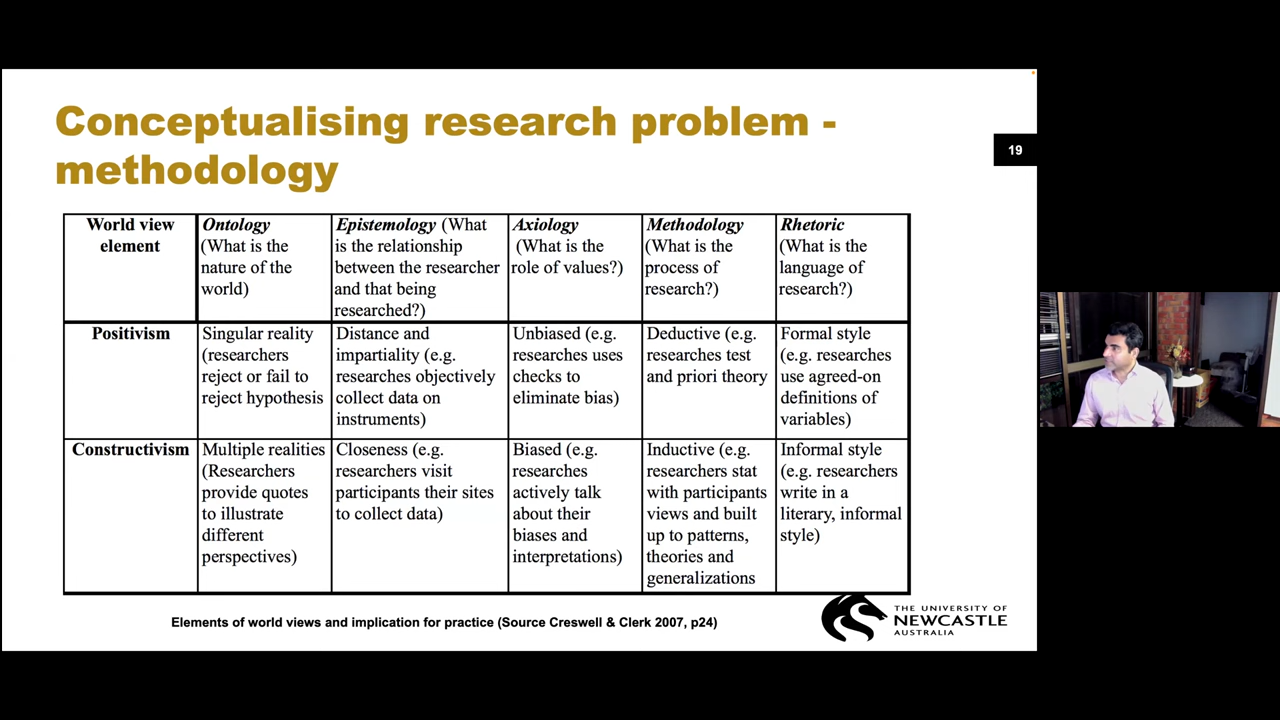 Conceptualising research problem -
methodology
19
World view
element
Ontology
(What is the
nature of the
world)
Epistemology (What
is the relationship
between the researcher
and that being
researched?)
Axiology
(What is the
role of values?)
Methodology
(What is the
process of
research?)
Rhetoric
(What is the
language of
research?)
Positivism
Singular reality
(researchers
reject or fail to
reject hypothesis
Distance and
impartiality (e.g.
researches objectively
collect data on
instruments)
Unbiased (e.g.
researches uses
checks to
eliminate bias)
Deductive (e.g.
researches test
and priori theory
Formal style
(e.g. researches
use agreed-on
definitions of
variables)
Constructivism
Multiple realities
(Researchers
provide quotes
to illustrate
different
perspectives)
Closeness (e.g.
researchers visit
participants their sites
to collect data)
Biased (e.g.
researches
actively talk
about their
biases and
interpretations)
Inductive (e.g.
researchers stat
with participants
views and built
up to patterns,
theories and
generalizations
Informal style
(e.g. researchers
write in a
literary, informal
style)
Elements of world views and implication for practice (Source Creswell & Clerk 2007, p24)
THE UNIVERSITY OF
NEWCASTLE
AUSTRALIA